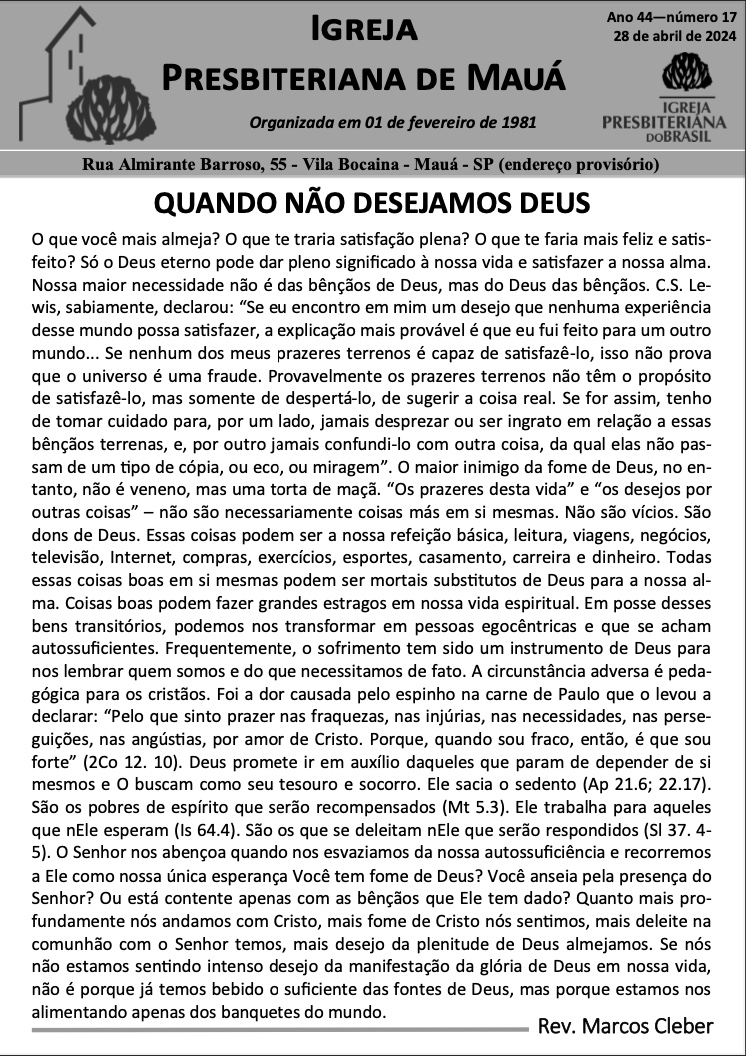 IGREJA
PRESBITERIANA DE MAUÁ
Organizada em 01 de fevereiro de 1981
Ano 44—número 17
28 de abril de 2024
IGREJA
PRESBITERIANA
DO BRASIL
Rua Almirante Barroso, 55 - Vila Bocaina - Mauá - SP (endereço provisório)
QUANDO NÃO DESEJAMOS DEUS
O que você mais almeja? O que te traria satisfação plena? O que te faria mais feliz e satis-
feito? Só o Deus eterno pode dar pleno significado à nossa vida e satisfazer a nossa alma.
Nossa maior necessidade não é das bênçãos de Deus, mas do Deus das bênçãos. C.S. Le-
wis, sabiamente, declarou: “Se eu encontro em mim um desejo que nenhuma experiência
desse mundo possa satisfazer, a explicação mais provável é que eu fui feito para um outro
mundo... Se nenhum dos meus prazeres terrenos é capaz de satisfazê-lo, isso não prova
que o universo é uma fraude. Provavelmente os prazeres terrenos não têm o propósito
de satisfazê-lo, mas somente de despertá-lo, de sugerir a coisa real. Se for assim, tenho
de tomar cuidado para, por um lado, jamais desprezar ou ser ingrato em relação a essas
bênçãos terrenas, e, por outro jamais confundi-lo com outra coisa, da qual elas não pas-
sam de um tipo de cópia, ou eco, ou miragem”. O maior inimigo da fome de Deus, no en-
tanto, não é veneno, mas uma torta de maçã. “Os prazeres desta vida” e “os desejos por
outras coisas” – não são necessariamente coisas más em si mesmas. Não são vícios. São
dons de Deus. Essas coisas podem ser a nossa refeição básica, leitura, viagens, negócios,
televisão, Internet, compras, exercícios, esportes, casamento, carreira e dinheiro. Todas
essas coisas boas em si mesmas podem ser mortais substitutos de Deus para a nossa al-
ma. Coisas boas podem fazer grandes estragos em nossa vida espiritual. Em posse desses
bens transitórios, podemos nos transformar em pessoas egocêntricas e que se acham
autossuficientes. Frequentemente, o sofrimento tem sido um instrumento de Deus para
nos lembrar quem somos e do que necessitamos de fato. A circunstância adversa é peda-
gógica para os cristãos. Foi a dor causada pelo espinho na carne de Paulo que o levou a
declarar: “Pelo que sinto prazer nas fraquezas, nas injúrias, nas necessidades, nas perse-
guições, nas angústias, por amor de Cristo. Porque, quando sou fraco, então, é que sou
forte” (2Co 12. 10). Deus promete ir em auxílio daqueles que param de depender de si
mesmos e O buscam como seu tesouro e socorro. Ele sacia o sedento (Ap 21.6; 22.17).
São os pobres de espírito que serão recompensados (Mt 5.3). Ele trabalha para aqueles
que nEle esperam (Is 64.4). São os que se deleitam nEle que serão respondidos (Sl 37. 4-
5). O Senhor nos abençoa quando nos esvaziamos da nossa autossuficiência e recorremos
a Ele como nossa única esperança Você tem fome de Deus? Você anseia pela presença do
Senhor? Ou está contente apenas com as bênçãos que Ele tem dado? Quanto mais pro-
fundamente nós andamos com Cristo, mais fome de Cristo nós sentimos, mais deleite na
comunhão com o Senhor temos, mais desejo da plenitude de Deus almejamos. Se nós
não estamos sentindo intenso desejo da manifestação da glória de Deus em nossa vida,
não é porque já temos bebido o suficiente das fontes de Deus, mas porque estamos nos
alimentando apenas dos banquetes do mundo.
Rev. Marcos Cleber